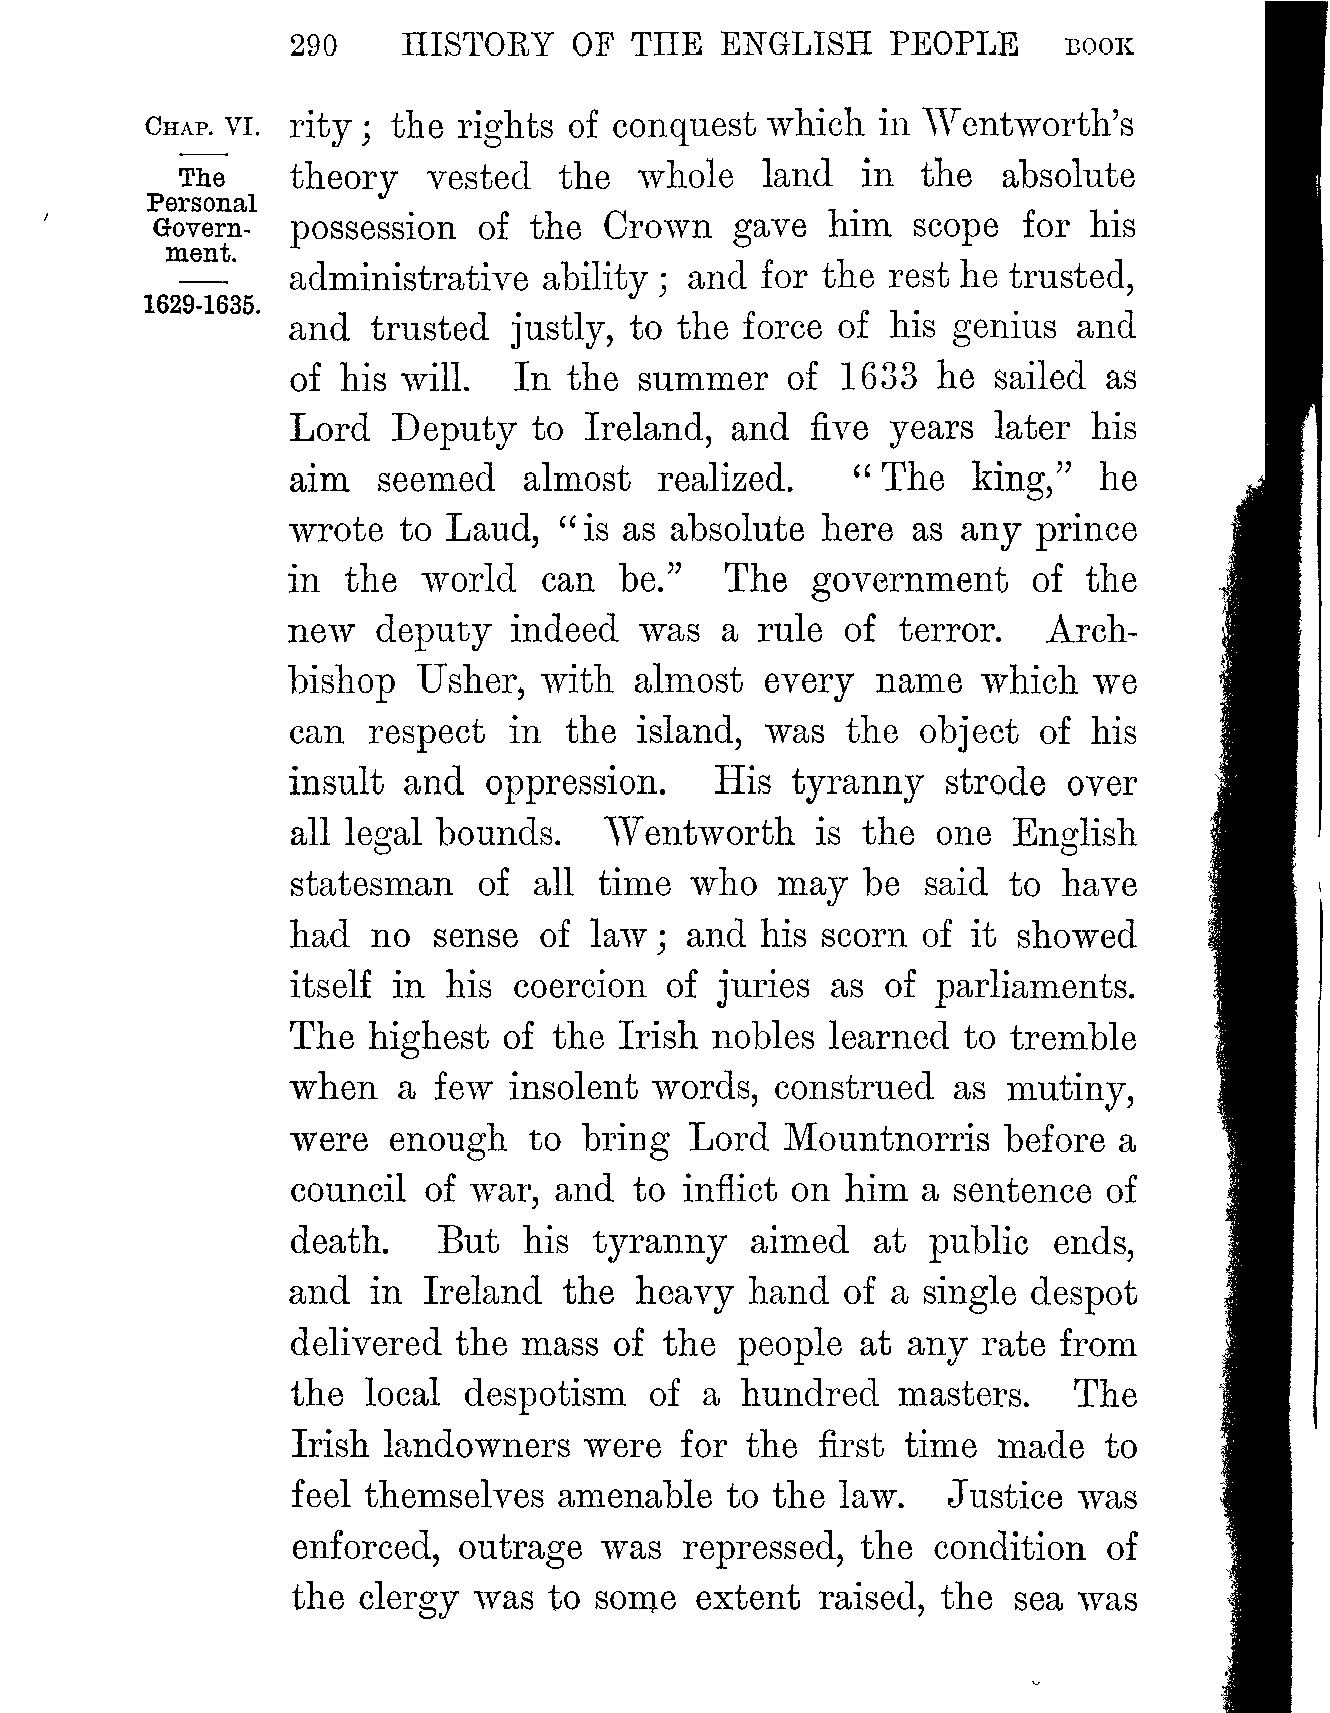 290 HISTORY OF THE ENGLISH PEOPLE BOOK
CHAP. VI.
The
Personal
Govern-
ment.
1629-1635.
rity; the rights of conquest which in Wentworth's
theory vested the whole land in the absolute
possession of the Crown gave him scope for his
administrative ability; and for the rest he trusted,
and trusted justly, to the force of his genius and
of his will. In the summer of 1633 he sailed as
Lord Deputy to Ireland, and five years later his
aim seemed almost realized. "The king," he
wrote to Laud, "is as absolute here as any prince
in the world can be." The government of the
new deputy indeed was a rule of terror. Arch-
bishop Usher, with almost every name which we
can respect in the island, was the object of his
insult and oppression. His tyranny strode over
all legal bounds. Wentworth is the one English
statesman of all time who may be said to have
had no sense of law; and his scorn of it showed
itself in his coercion of juries as of parliaments.
The highest of the Irish nobles learned to tremble
when a few insolent words, construed as mutiny,
were enough to bring Lord Mountnorris before a
council of war, and to inflict on him a sentence of
death. But his tyranny aimed at public ends,
and in Ireland the heavy hand of a single despot
delivered the mass of the people at any rate from
the local despotism of a hundred masters. The
Irish landowners were for the first time made to
feel themselves amenable to the law. Justice was
enforced, outrage was repressed, the condition of
the clergy was to some extent raised, the sea was